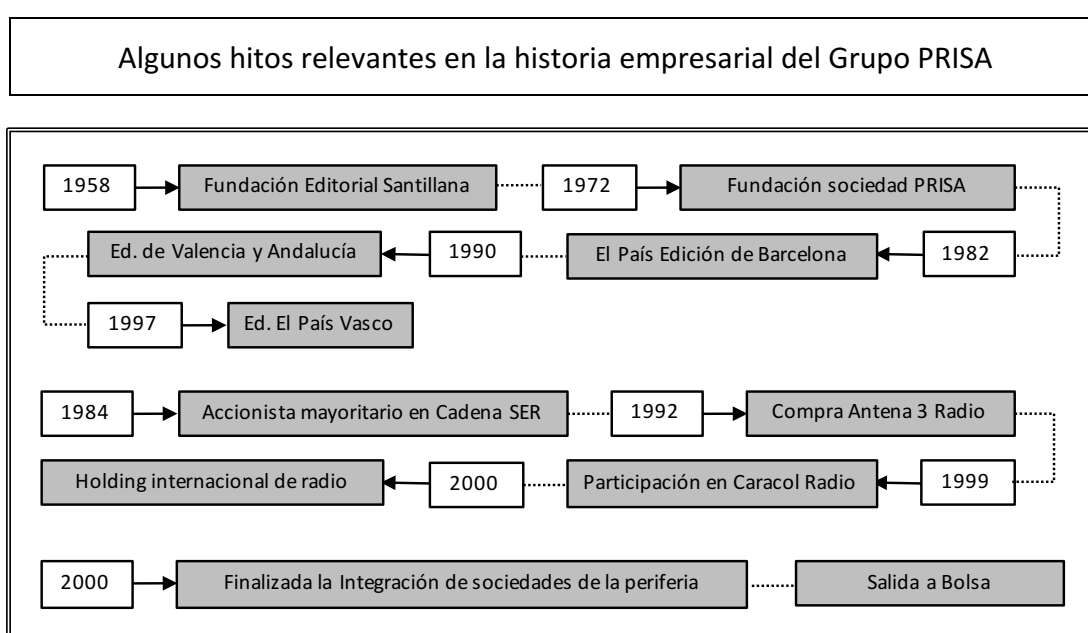 Algunos hitos relevantes en la historia empresarial del Grupo PRISA
1958
Fundación Editorial Santillana
1972
Fundación sociedad PRISA
1982
El País Edición de Barcelona
1990
Ed. de Valencia y Andalucía
1997
Ed. El País Vasco
1984
Accionista mayoritario en Cadena SER
1992
Compra Antena 3 Radio
1999
Participación en Caracol Radio
2000
Holding internacional de radio
2000
Finalizada la Integración de sociedades de la periferia
Salida a Bolsa